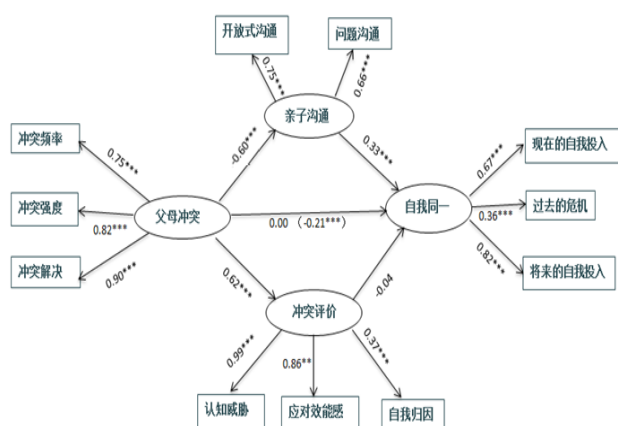 开放式沟通
问题沟通
0.75***
0.66***
亲子沟通
冲突频率
0.75***
-0.60***
0.33***
0.67***
现在的自我投入
冲突强度
0.82***
父母冲突
0.00 （-0.21***）
自我同一
0.36***
过去的危机
冲突解决
0.90***
0.62***
-0.04
0.82***
将来的自我投入
冲突评价
0.99***
0.86**
0.37***
认知威胁
应对效能感
自我归因